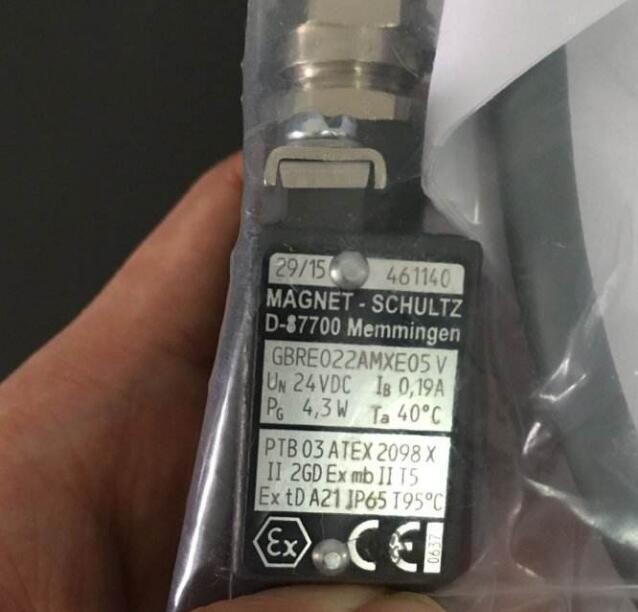 29/15 461140
MAGNET - SCHULTZ
D-87700 Memmingen
GBRE022AMXE05 V
UN 24VDC IB 0,19A
PG 4,3W Ta 40°C
PTB 03 ATEX 2098 X
II 2GD Ex mb II T5
Ex tD A21 IP65 T95°C
Ex CE 0637